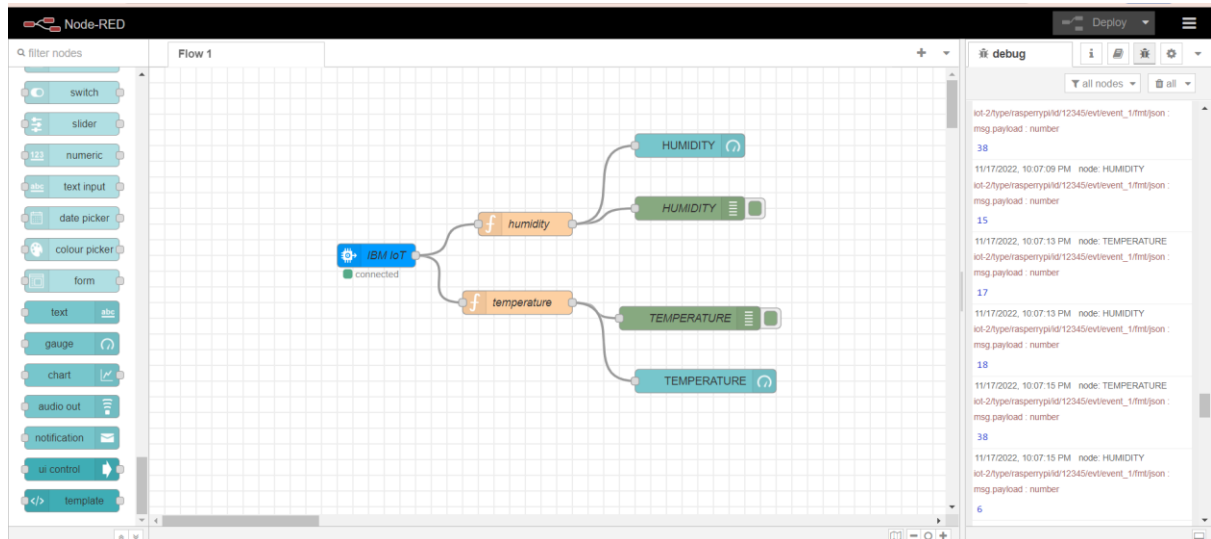 Node-RED
Deploy
filter nodes
Flow 1
debug
i
all nodes
all
switch
slider
123 numeric
abc text input
date picker
colour picker
form
text abc
gauge
chart
audio out
notification
ui control
</> template
IBM IoT
connected
f humidity
f temperature
HUMIDITY
HUMIDITY
TEMPERATURE
TEMPERATURE
iot-2/type/rasperrypi/id/12345/evt/event_1/fmt/json :
msg.payload : number
38
11/17/2022, 10:07:09 PM node: HUMIDITY
iot-2/type/rasperrypi/id/12345/evt/event_1/fmt/json :
msg.payload : number
15
11/17/2022, 10:07:13 PM node: TEMPERATURE
iot-2/type/rasperrypi/id/12345/evt/event_1/fmt/json :
msg.payload : number
17
11/17/2022, 10:07:13 PM node: HUMIDITY
iot-2/type/rasperrypi/id/12345/evt/event_1/fmt/json :
msg.payload : number
18
11/17/2022, 10:07:15 PM node: TEMPERATURE
iot-2/type/rasperrypi/id/12345/evt/event_1/fmt/json :
msg.payload : number
38
11/17/2022, 10:07:15 PM node: HUMIDITY
iot-2/type/rasperrypi/id/12345/evt/event_1/fmt/json :
msg.payload : number
6